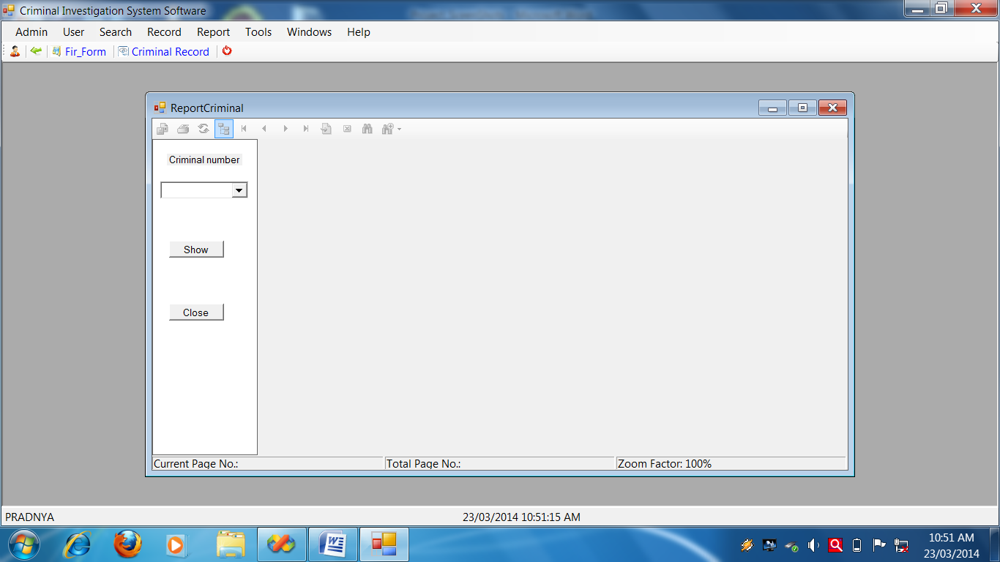 Criminal Investigation System Software
Admin User Search Record Report Tools Windows Help
Fir_Form Criminal Record
ReportCriminal
Criminal number
Show
Close
Current Page No.: Total Page No.: Zoom Factor: 100%
PRADNYA 23/03/2014 10:51:15 AM
10:51 AM
23/03/2014